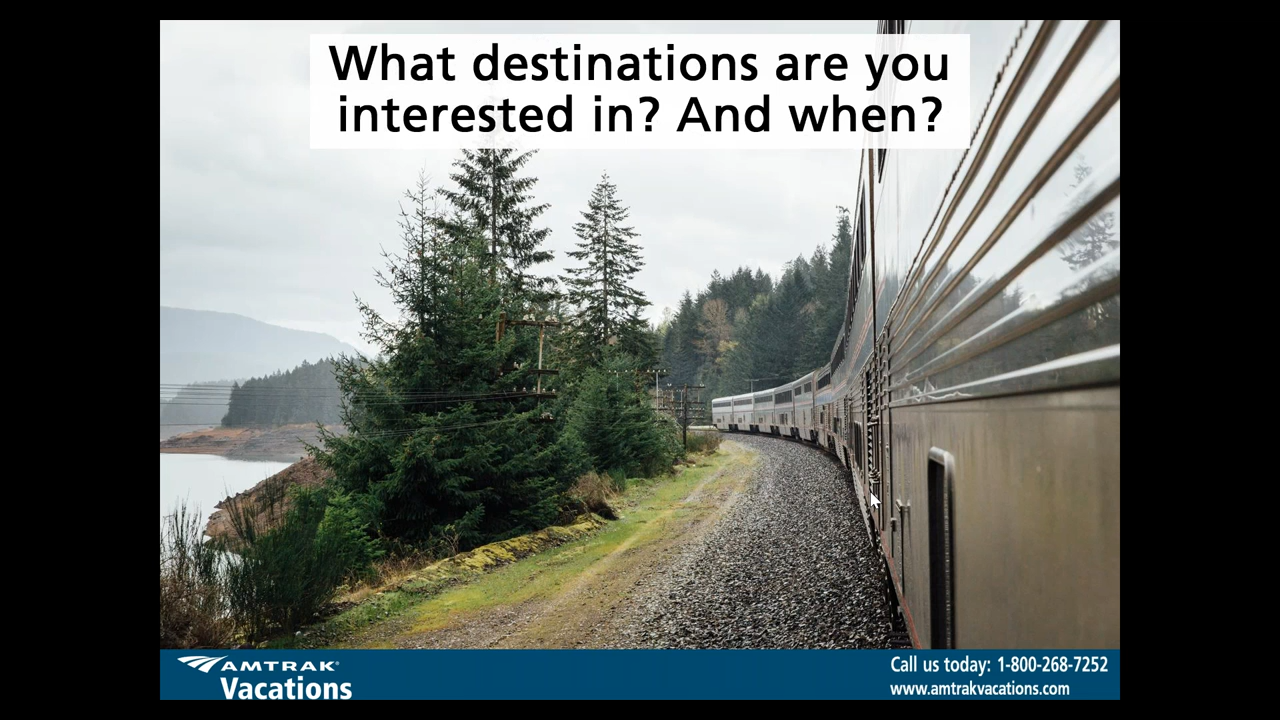 What destinations are you
interested in? And when?
AMTRAK®
Vacations
Call us today: 1-800-268-7252
www.amtrakvacations.com